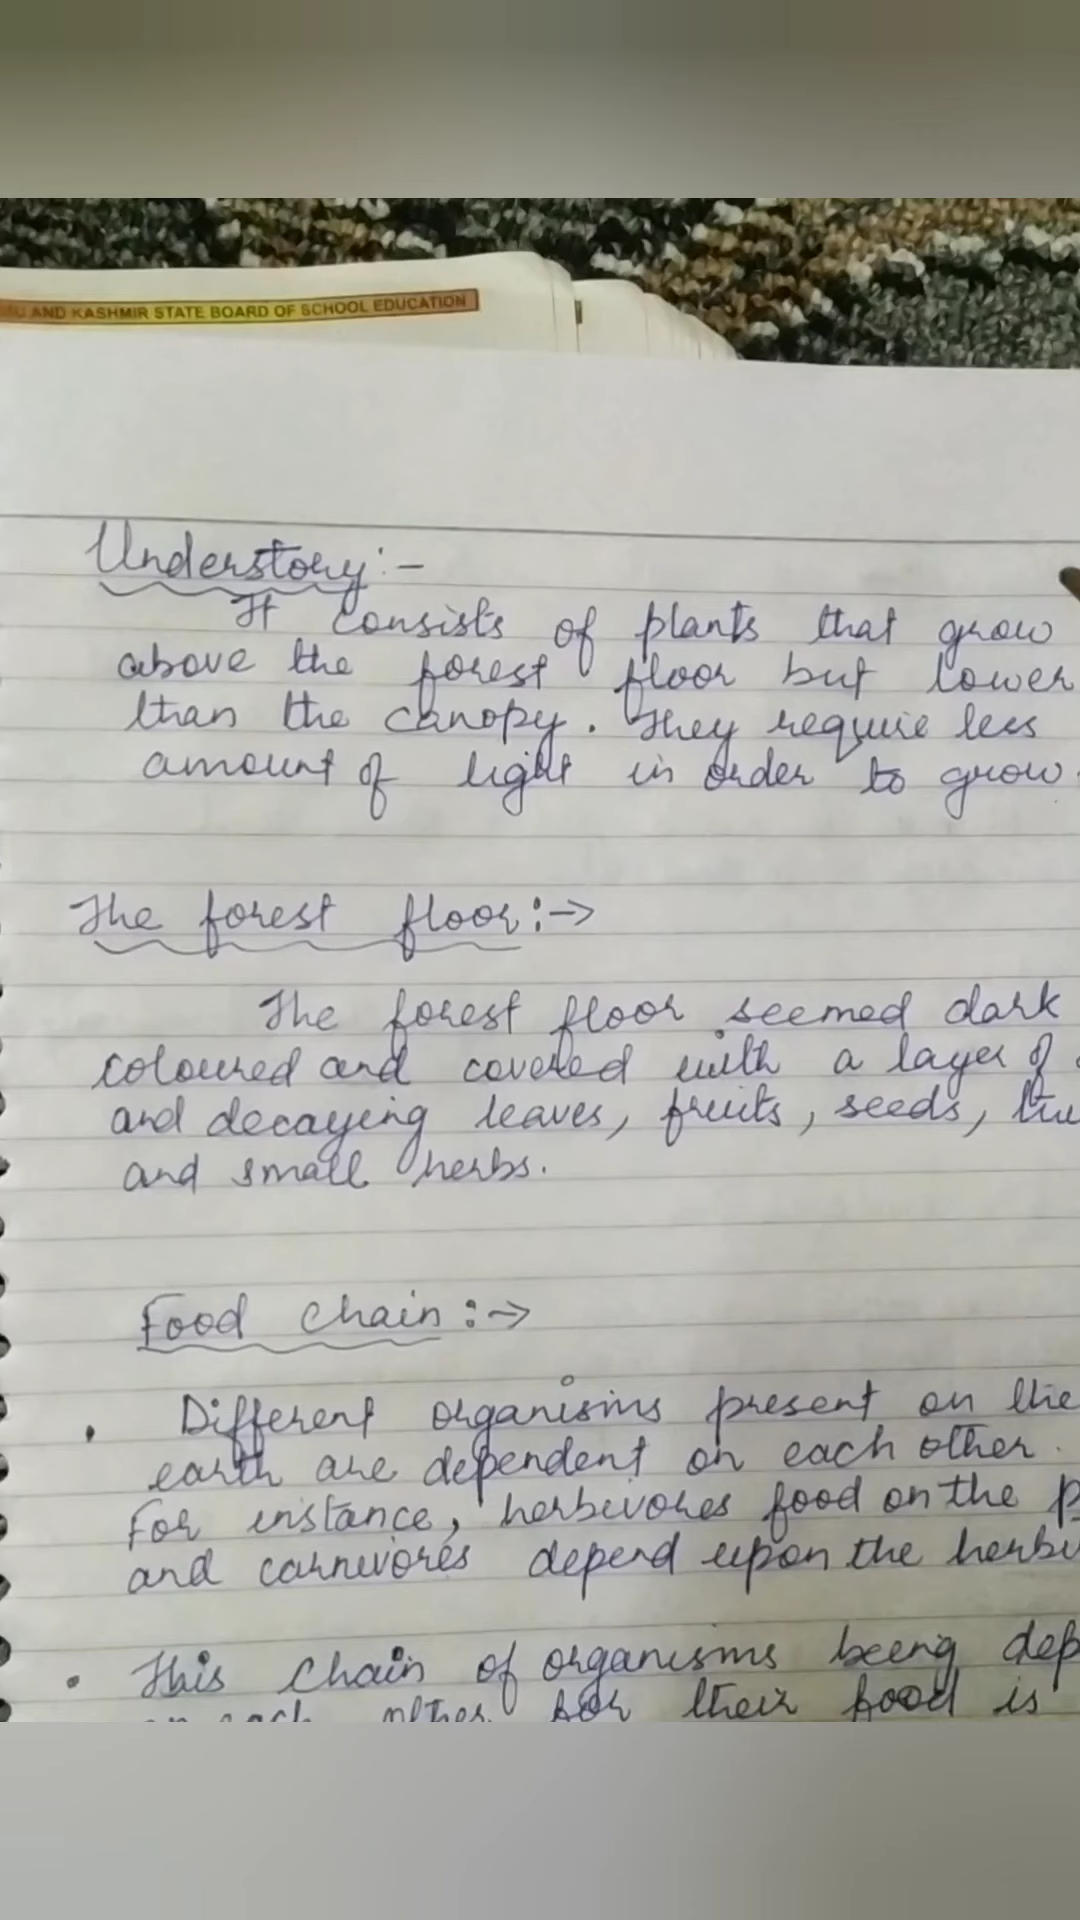 AND KASHMIR STATE BOARD OF SCHOOL EDUCATION
Understory:-
It consists of plants that grow
above the forest floor but lower
than the canopy. They require less
amount of light in order to grow.
The forest floor:→
The forest floor seemed dark
coloured and covered with a layer of
and decaying leaves, fruits, seeds,
and small herbs.
Food chain:→
• Different organisms present on the
earth are dependent on each other.
For instance, herbivores food on the
and carnivores depend upon the
• This chain of organisms being
each other for their food is